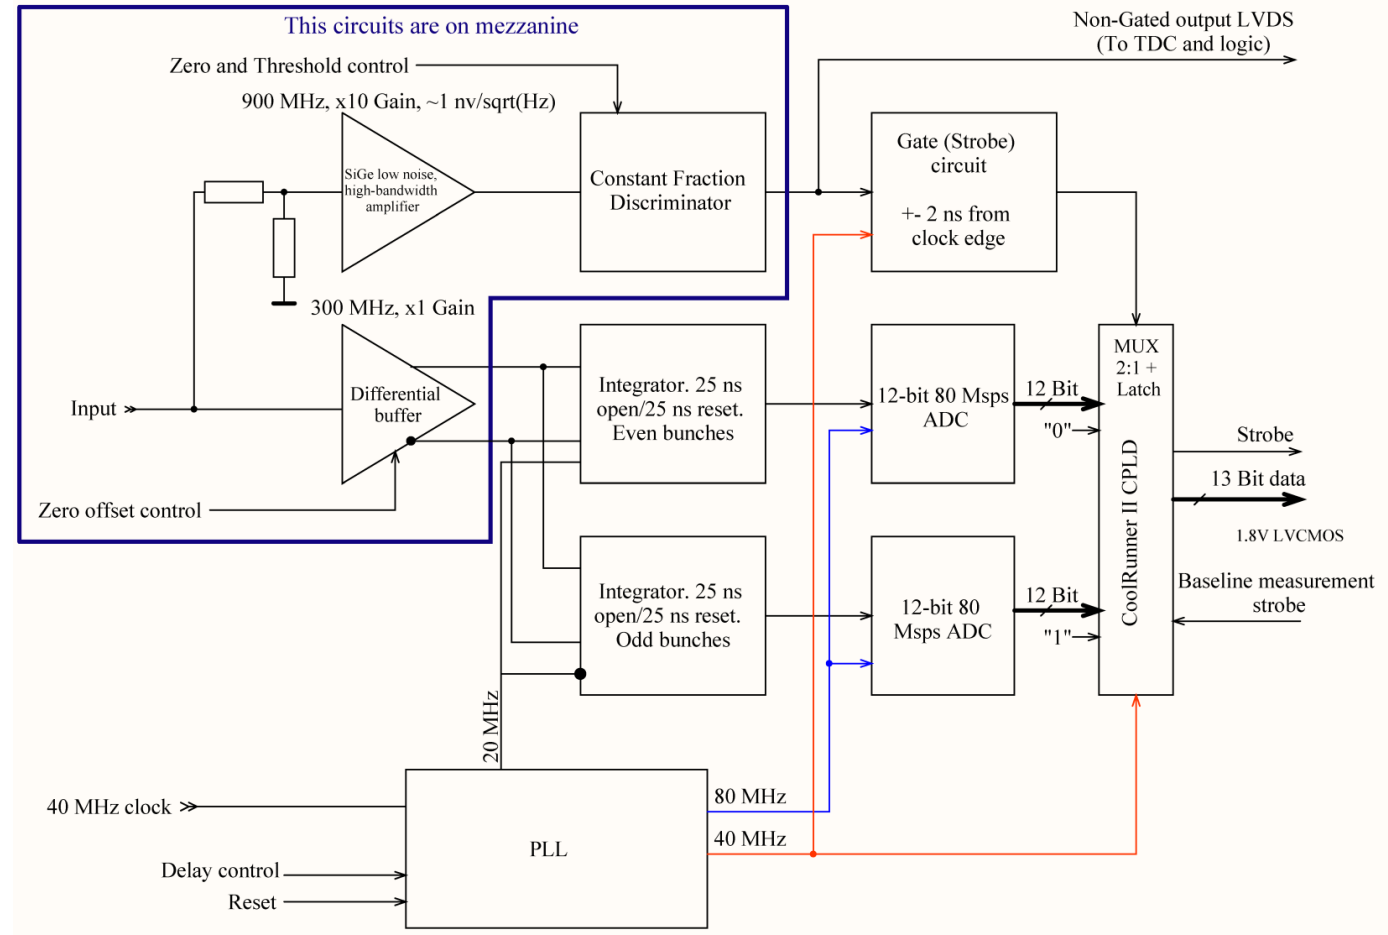 This circuits are on mezzanine
Non-Gated output LVDS
(To TDC and logic)
Zero and Threshold control
900 MHz, x10 Gain, ~1 nv/sqrt(Hz)
SiGe low noise,
high-bandwidth
amplifier
Constant Fraction
Discriminator
Gate (Strobe)
circuit
+- 2 ns from
clock edge
300 MHz, x1 Gain
Differential
buffer
Input
Zero offset control
Integrator. 25 ns
open/25 ns reset.
Even bunches
12-bit 80 Msps
ADC
12 Bit
"0"
MUX
2:1 +
Latch
CoolRunner II CPLD
Strobe
13 Bit data
1.8V LVCMOS
Baseline measurement
strobe
Integrator. 25 ns
open/25 ns reset.
Odd bunches
12-bit 80
Msps ADC
12 Bit
"1"
20 MHz
40 MHz clock
PLL
80 MHz
40 MHz
Delay control
Reset